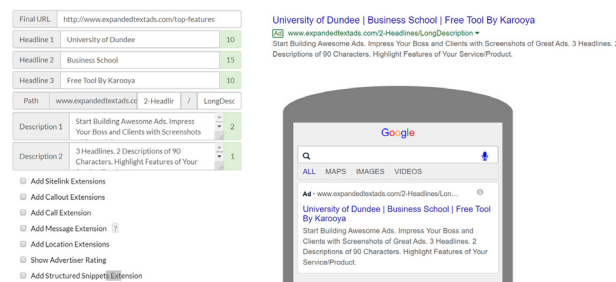 Final URL http://www.expandedtextads.com/top-features
Headline 1 University of Dundee 10
Headline 2 Business School 15
Headline 3 Free Tool By Karooya 10
Path www.expandedtextads.cc 2-Headlir / LongDesc
Description 1 Start Building Awesome Ads. Impress Your Boss and Clients with Screenshots 2
Description 2 3 Headlines. 2 Descriptions of 90 Characters. Highlight Features of Your 1
Add Sitelink Extensions
Add Callout Extensions
Add Call Extension
Add Message Extension ?
Add Location Extensions
Show Advertiser Rating
Add Structured Snippets Extension
University of Dundee | Business School | Free Tool By Karooya
Ad www.expandedtextads.com/2-Headlines/LongDescription
Start Building Awesome Ads. Impress Your Boss and Clients with Screenshots of Great Ads. 3 Headlines. 2
Descriptions of 90 Characters. Highlight Features of Your Service/Product.
Google
ALL MAPS IMAGES VIDEOS
Ad - www.expandedtextads.com/2-Headlines/Lon...
University of Dundee | Business School | Free Tool
By Karooya
Start Building Awesome Ads. Impress Your Boss and
Clients with Screenshots of Great Ads. 3 Headlines. 2
Descriptions of 90 Characters. Highlight Features of Your
Service/Product.